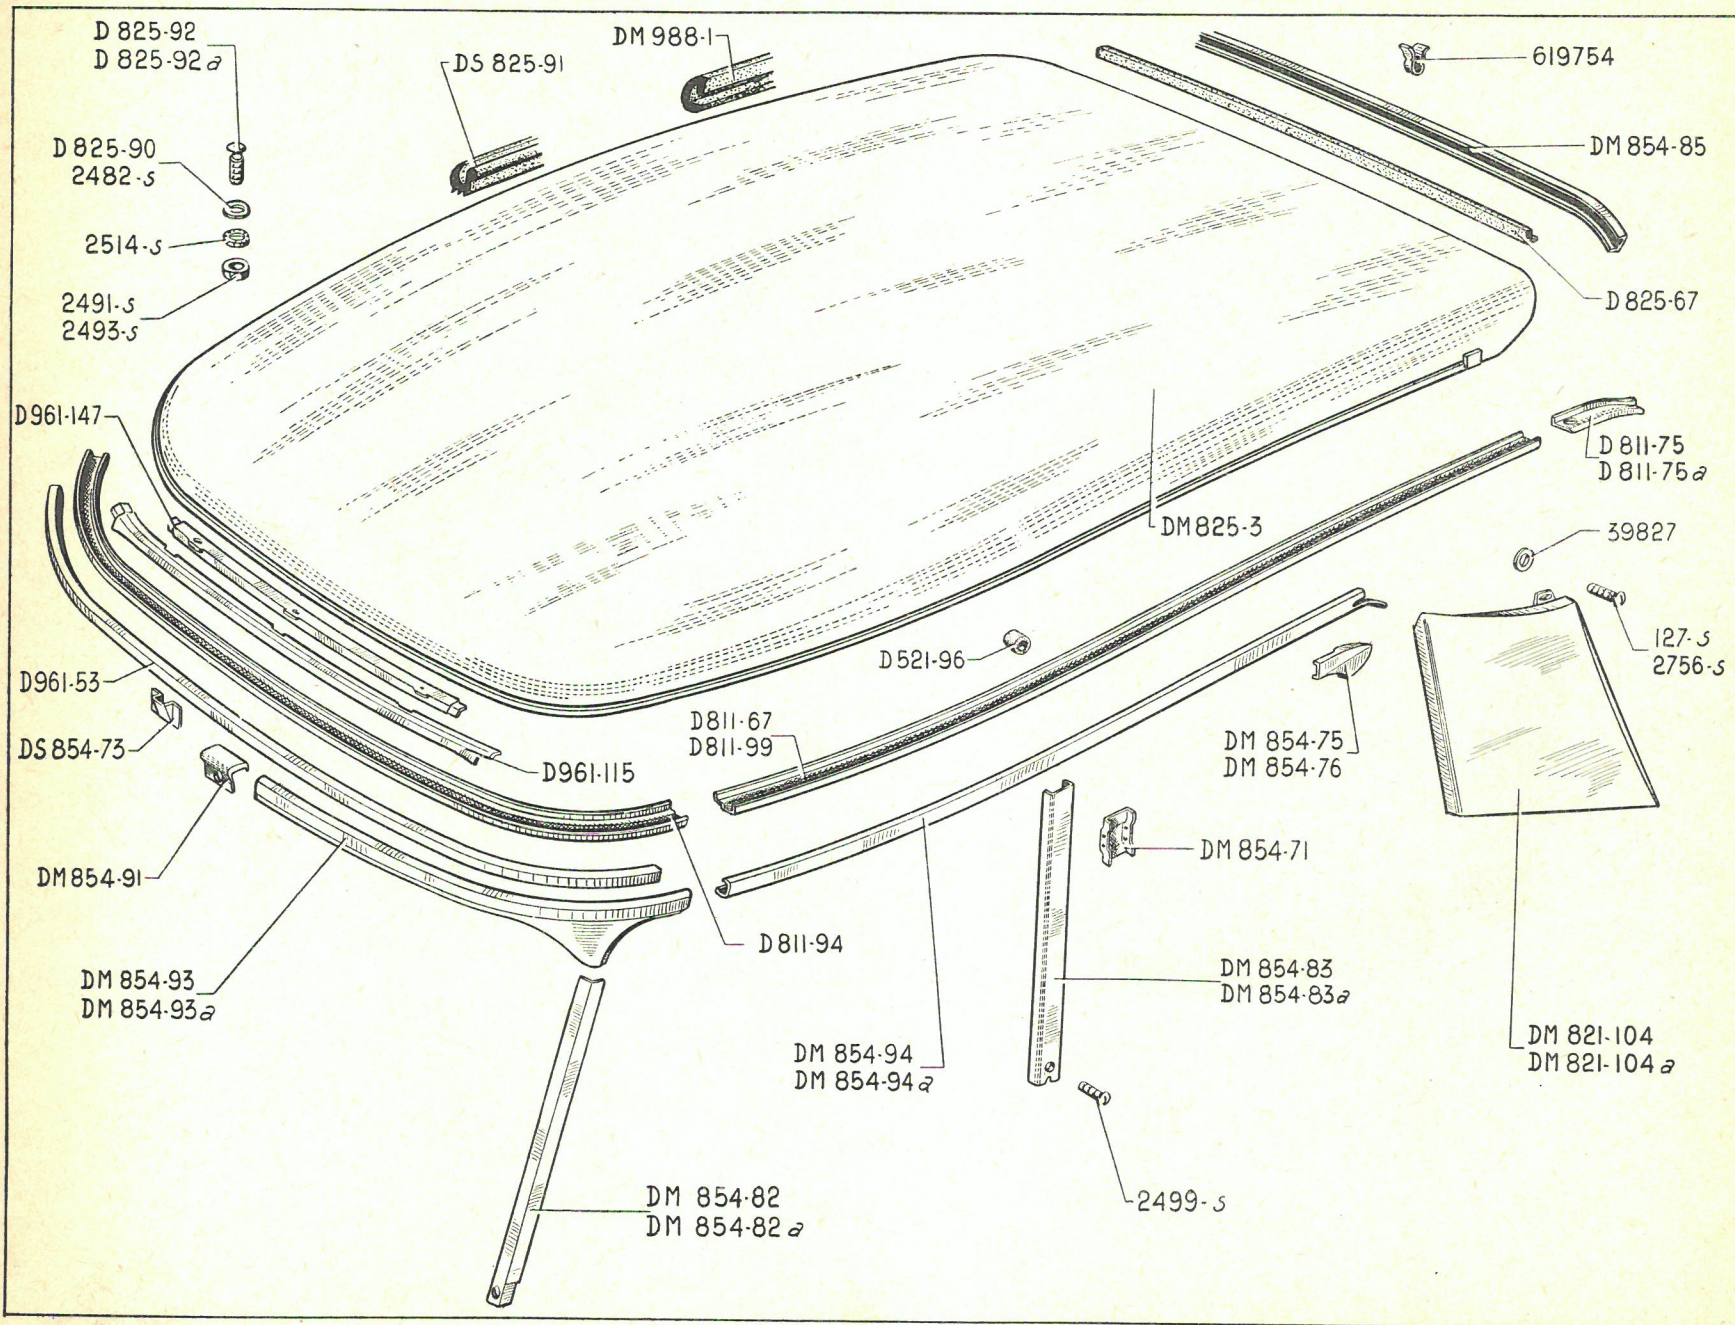 D 825-92
D 825-92a
DS 825-91
DM 988-1
619754
DM 854-85
D 825-90
2482-s
2514-s
2491-s
2493-s
D 825-67
D961-147
D 811-75
D 811-75a
DM 825-3
39827
127-s
2756-s
D 521-96
D961-53
DS 854-73
D961-115
D811-67
D811-99
DM 854-75
DM 854-76
DM 854-91
DM 854-71
D 811-94
DM 854-93
DM 854-93a
DM 854-83
DM 854-83a
DM 854-94
DM 854-94a
DM 821-104
DM 821-104a
DM 854-82
DM 854-82a
2499-s